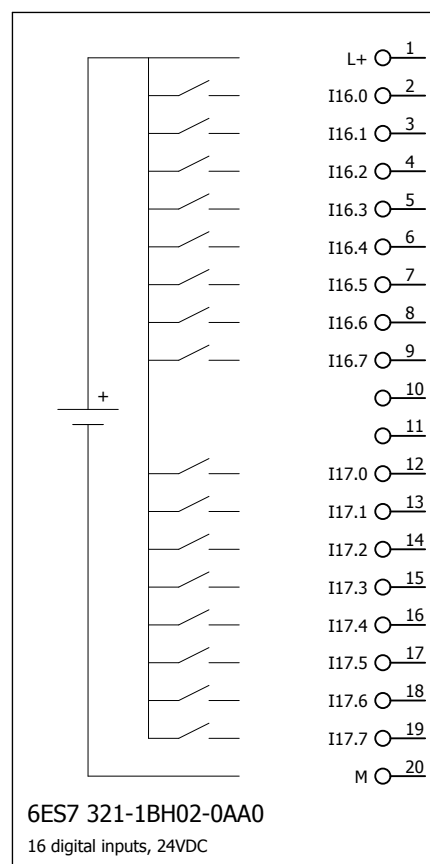 L+ 1
I16.0 2
I16.1 3
I16.2 4
I16.3 5
I16.4 6
I16.5 7
I16.6 8
I16.7 9
+ 10
11
I17.0 12
I17.1 13
I17.2 14
I17.3 15
I17.4 16
I17.5 17
I17.6 18
I17.7 19
M 20
6ES7 321-1BH02-0AA0
16 digital inputs, 24VDC